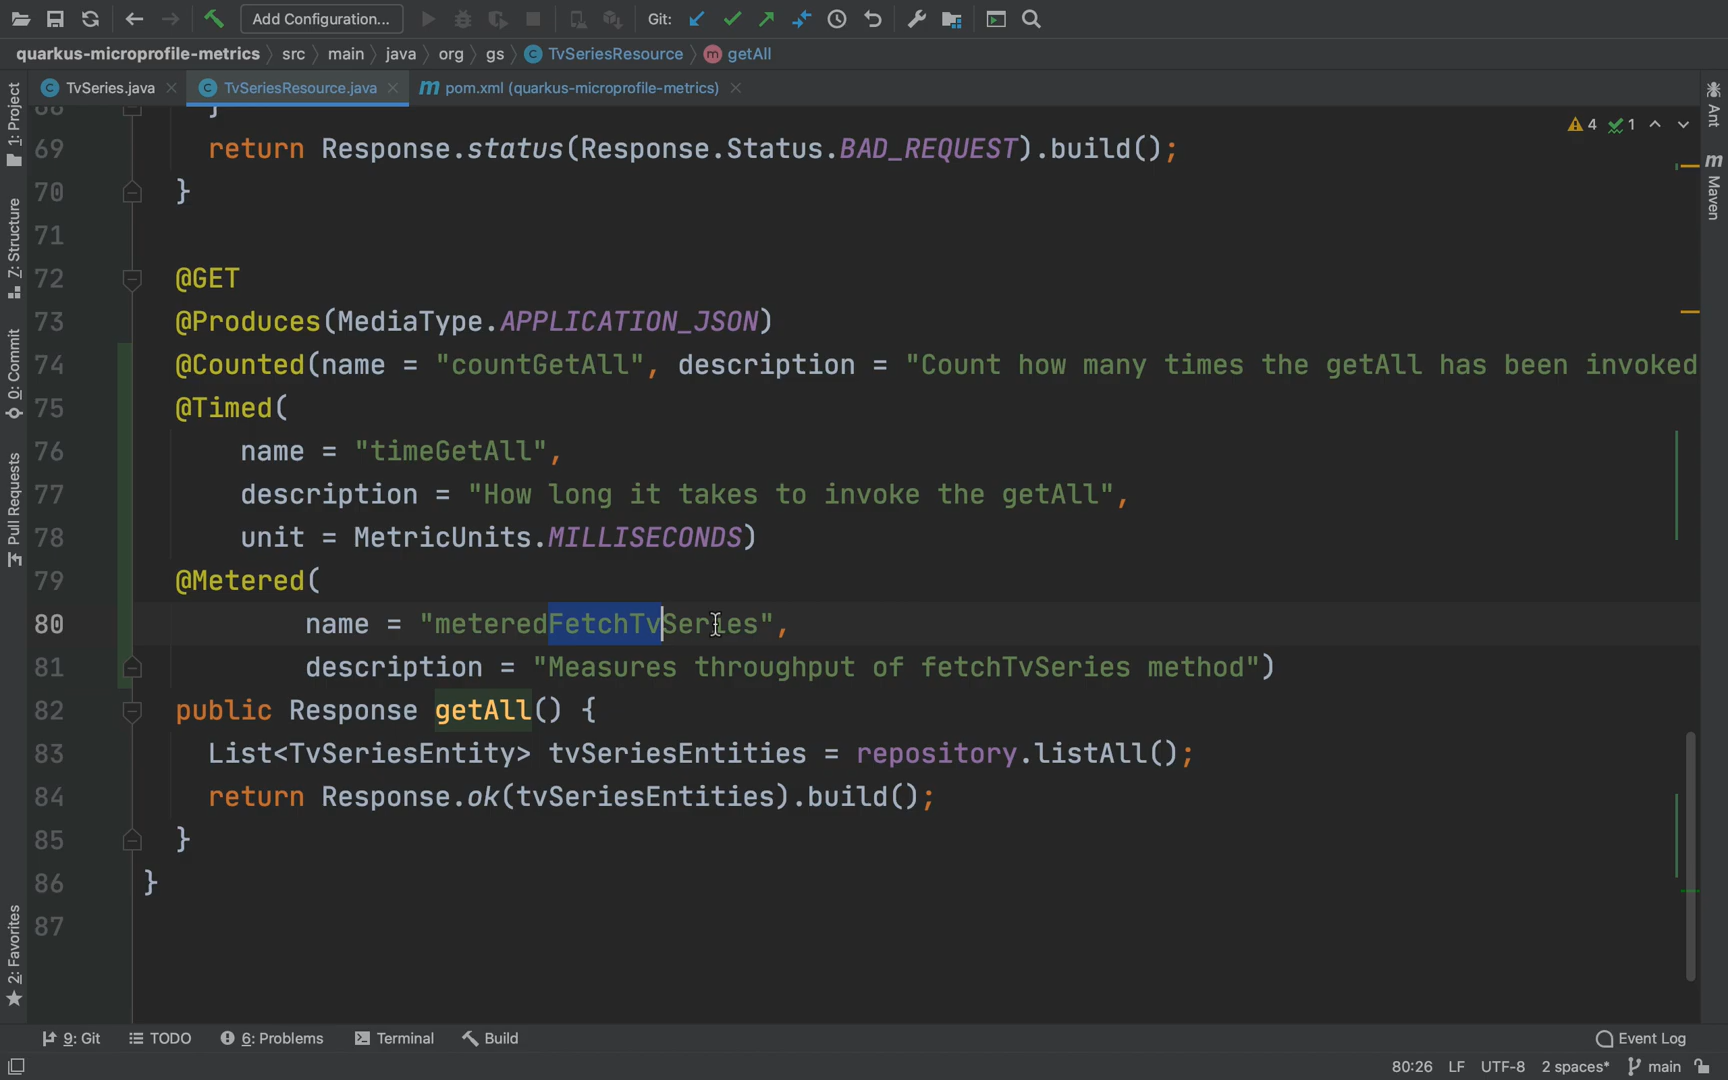 Add Configuration...
Git:
quarkus-microprofile-metrics
src
main
java
org
gs
TvSeriesResource
getAll
TvSeries.java
TvSeriesResource.java
pom.xml (quarkus-microprofile-metrics)
4
1
}
69 return Response.status(Response.Status.BAD_REQUEST).build();
70 }
71
72 @GET
73 @Produces(MediaType.APPLICATION_JSON)
74 @Counted(name = "countGetAll", description = "Count how many times the getAll has been invoked
75 @Timed(
76 name = "timeGetAll",
77 description = "How long it takes to invoke the getAll",
78 unit = MetricUnits.MILLISECONDS)
79 @Metered(
80 name = "meteredFetchTvSeries",
81 description = "Measures throughput of fetchTvSeries method")
82 public Response getAll() {
83 List<TvSeriesEntity> tvSeriesEntities = repository.listAll();
84 return Response.ok(tvSeriesEntities).build();
85 }
86 }
87
1: Project
7: Structure
0: Commit
Pull Requests
2: Favorites
Ant
Maven
9: Git
TODO
6: Problems
Terminal
Build
Event Log
80:26
LF
UTF-8
2 spaces*
main